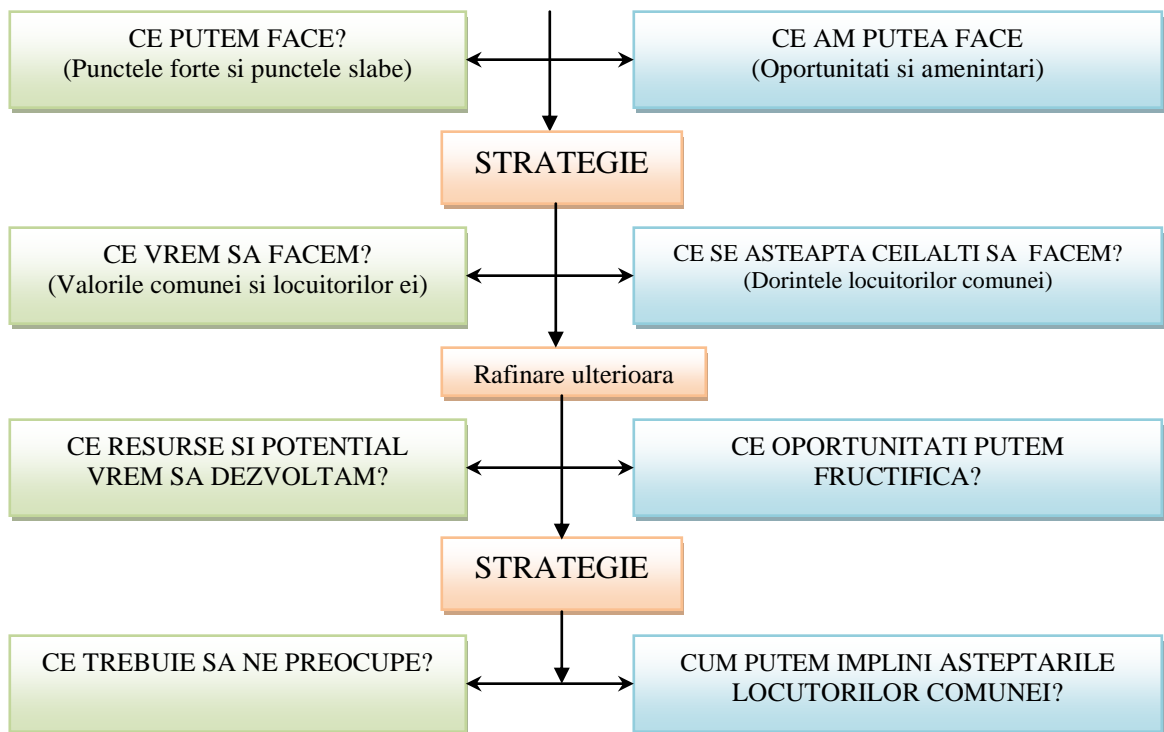 CE PUTEM FACE?
(Punctele forte si punctele slabe)
CE AM PUTEA FACE
(Oportunitati si amenintari)
STRATEGIE
CE VREM SA FACEM?
(Valorile comunei si locuitorilor ei)
CE SE ASTEAPTA CEILALTI SA FACEM?
(Dorintele locuitorilor comunei)
Rafinare ulterioara
CE RESURSE SI POTENTIAL
VREM SA DEZVOLTAM?
CE OPORTUNITATI PUTEM
FRUCTIFICA?
STRATEGIE
CE TREBUIE SA NE PREOCUPE?
CUM PUTEM IMPLINI ASTEPTARILE
LOCUTORILOR COMUNEI?